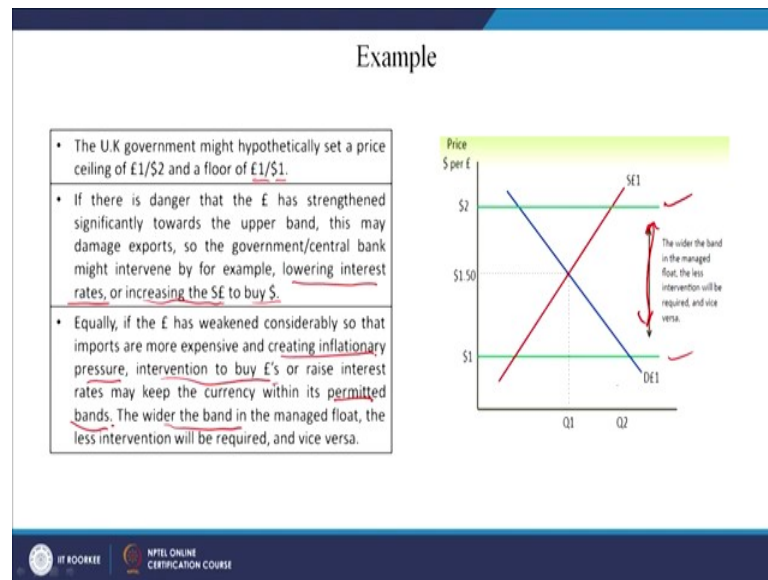 Example
• The U.K government might hypothetically set a price
ceiling of £1/$2 and a floor of £1/$1.
• If there is danger that the £ has strengthened
significantly towards the upper band, this may
damage exports, so the government/central bank
might intervene by for example, lowering interest
rates, or increasing the S£ to buy $.
• Equally, if the £ has weakened considerably so that
imports are more expensive and creating inflationary
pressure, intervention to buy £'s or raise interest
rates may keep the currency within its permitted
bands. The wider the band in the managed float, the
less intervention will be required, and vice versa.
Price
$ per £
S£1
$2
The wider the band
in the managed
float, the less
intervention will be
required, and vice
versa.
$1.50
$1
D£1
Q1
Q2
IIT ROORKEE
NPTEL ONLINE
CERTIFICATION COURSE